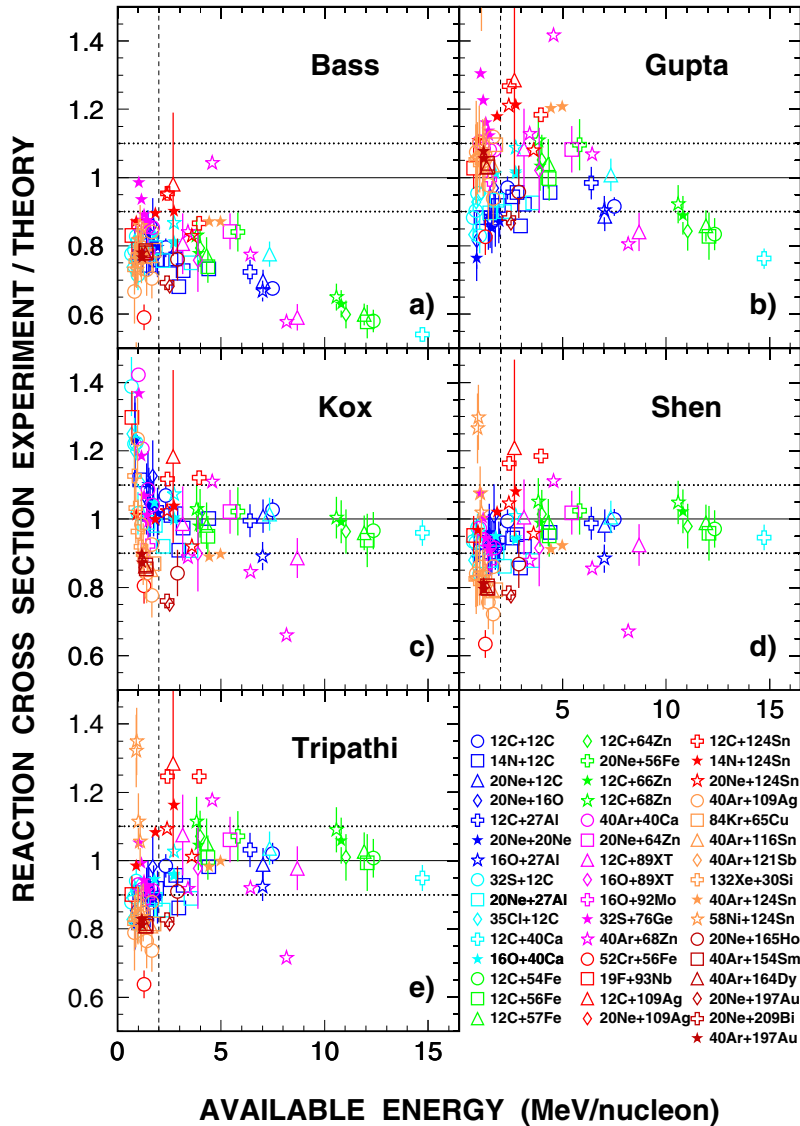 REACTION CROSS SECTION EXPERIMENT / THEORY
1.4
1.2
1
0.8
0.6
Bass
a)
Gupta
b)
1.4
1.2
1
0.8
0.6
Kox
c)
Shen
d)
1.4
1.2
1
0.8
0.6
Tripathi
e)
5 10 15
0 5 10 15
12C+12C
14N+12C
20Ne+12C
20Ne+16O
12C+27Al
20Ne+20Ne
16O+27Al
32S+12C
20Ne+27Al
35Cl+12C
12C+40Ca
16O+40Ca
12C+54Fe
12C+56Fe
12C+57Fe
12C+64Zn
20Ne+56Fe
12C+66Zn
12C+68Zn
40Ar+40Ca
20Ne+64Zn
12C+89XT
16O+89XT
16O+92Mo
32S+76Ge
40Ar+68Zn
52Cr+56Fe
19F+93Nb
12C+109Ag
20Ne+109Ag
12C+124Sn
14N+124Sn
20Ne+124Sn
40Ar+109Ag
84Kr+65Cu
40Ar+116Sn
40Ar+121Sb
132Xe+30Si
40Ar+124Sn
58Ni+124Sn
20Ne+165Ho
40Ar+154Sm
40Ar+164Dy
20Ne+197Au
20Ne+209Bi
40Ar+197Au
AVAILABLE ENERGY (MeV/nucleon)